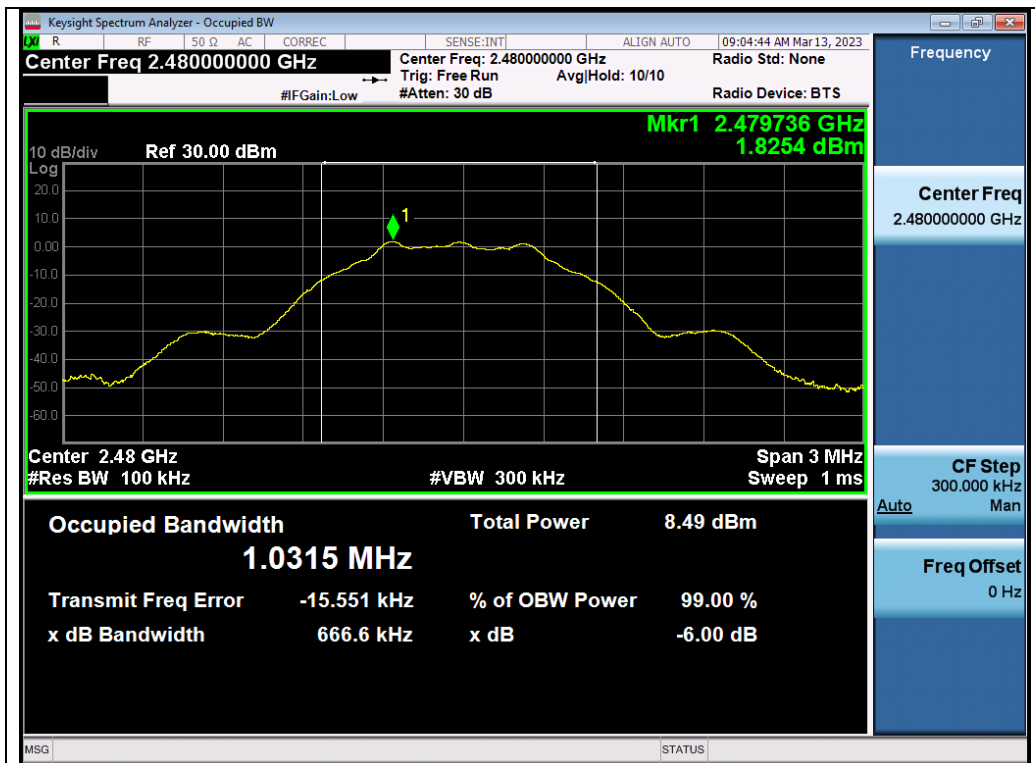 Keysight Spectrum Analyzer - Occupied BW
LXI R RF 50 Ω AC CORREC SENSE:INT ALIGN AUTO 09:04:44 AM Mar 13, 2023
Center Freq 2.480000000 GHz
Center Freq: 2.480000000 GHz
Radio Std: None
Trig: Free Run Avg|Hold: 10/10
#IFGain:Low
#Atten: 30 dB
Radio Device: BTS
Mkr1 2.479736 GHz
1.8254 dBm
10 dB/div Ref 30.00 dBm
Log
20.0
1
10.0
0.00
-10.0
-20.0
-30.0
-40.0
-50.0
-60.0
Center 2.48 GHz
Span 3 MHz
#Res BW 100 kHz
#VBW 300 kHz
Sweep 1 ms
Occupied Bandwidth
Total Power 8.49 dBm
1.0315 MHz
Transmit Freq Error -15.551 kHz
% of OBW Power 99.00 %
x dB Bandwidth 666.6 kHz
x dB -6.00 dB
Frequency
Center Freq
2.480000000 GHz
CF Step
300.000 kHz
Auto Man
Freq Offset
0 Hz
MSG
STATUS